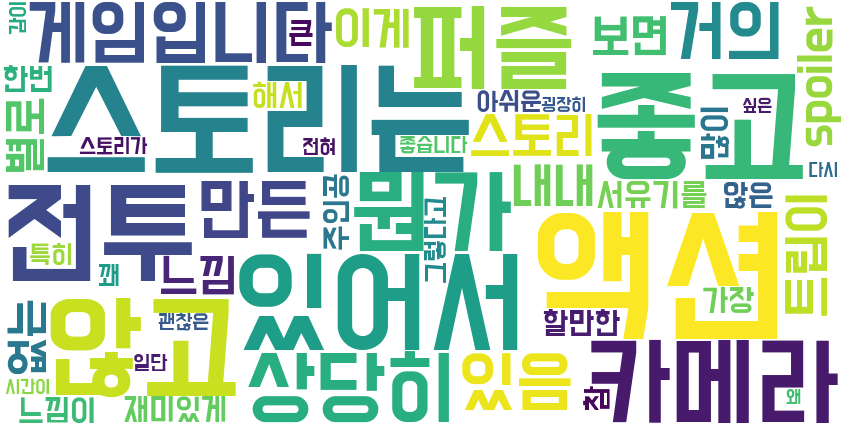 감이
게임입니다
큰
이게
퍼즐
보면
거의
spoiler
한번
스토리는
해서
아쉬운
굉장히
좋고
싶은
별로
스토리가
전혀
좋습니다
스토리
많이
다시
전투
만든
주인공
뭔가
내내
서유기를
않은
트립이
특히
꽤
느낌
그렇다고
있어서
액션
가장
없는
않고
괜찮은
할만한
일단
상당히
있음
참
카메라
왜
시간이
느낌이
재미있게